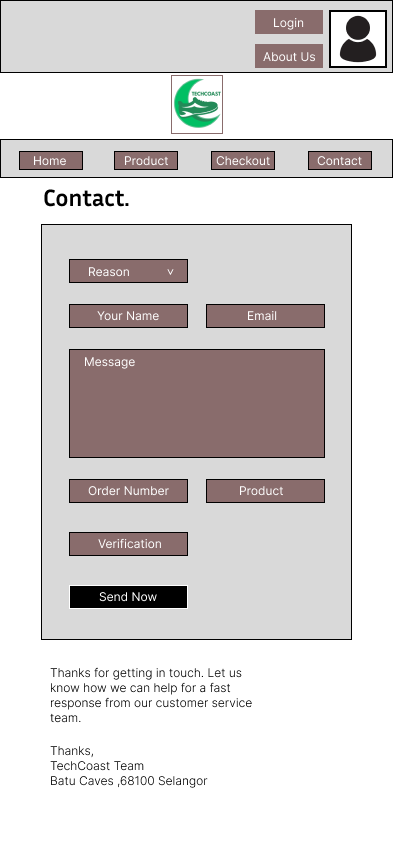 Login
About Us
TECHCOAST
Home
Product
Checkout
Contact
Contact.
Reason v
Your Name
Email
Message
Order Number
Product
Verification
Send Now
Thanks for getting in touch. Let us
know how we can help for a fast
response from our customer service
team.
Thanks,
TechCoast Team
Batu Caves ,68100 Selangor